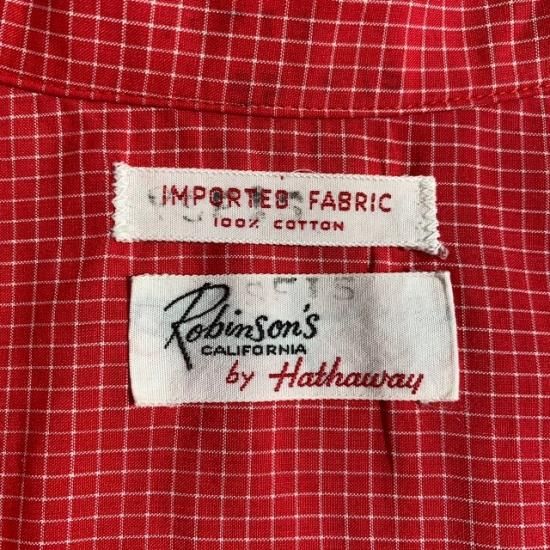 IMPORTED FABRIC
100% COTTON
Robinson's
CALIFORNIA
by Hathaway